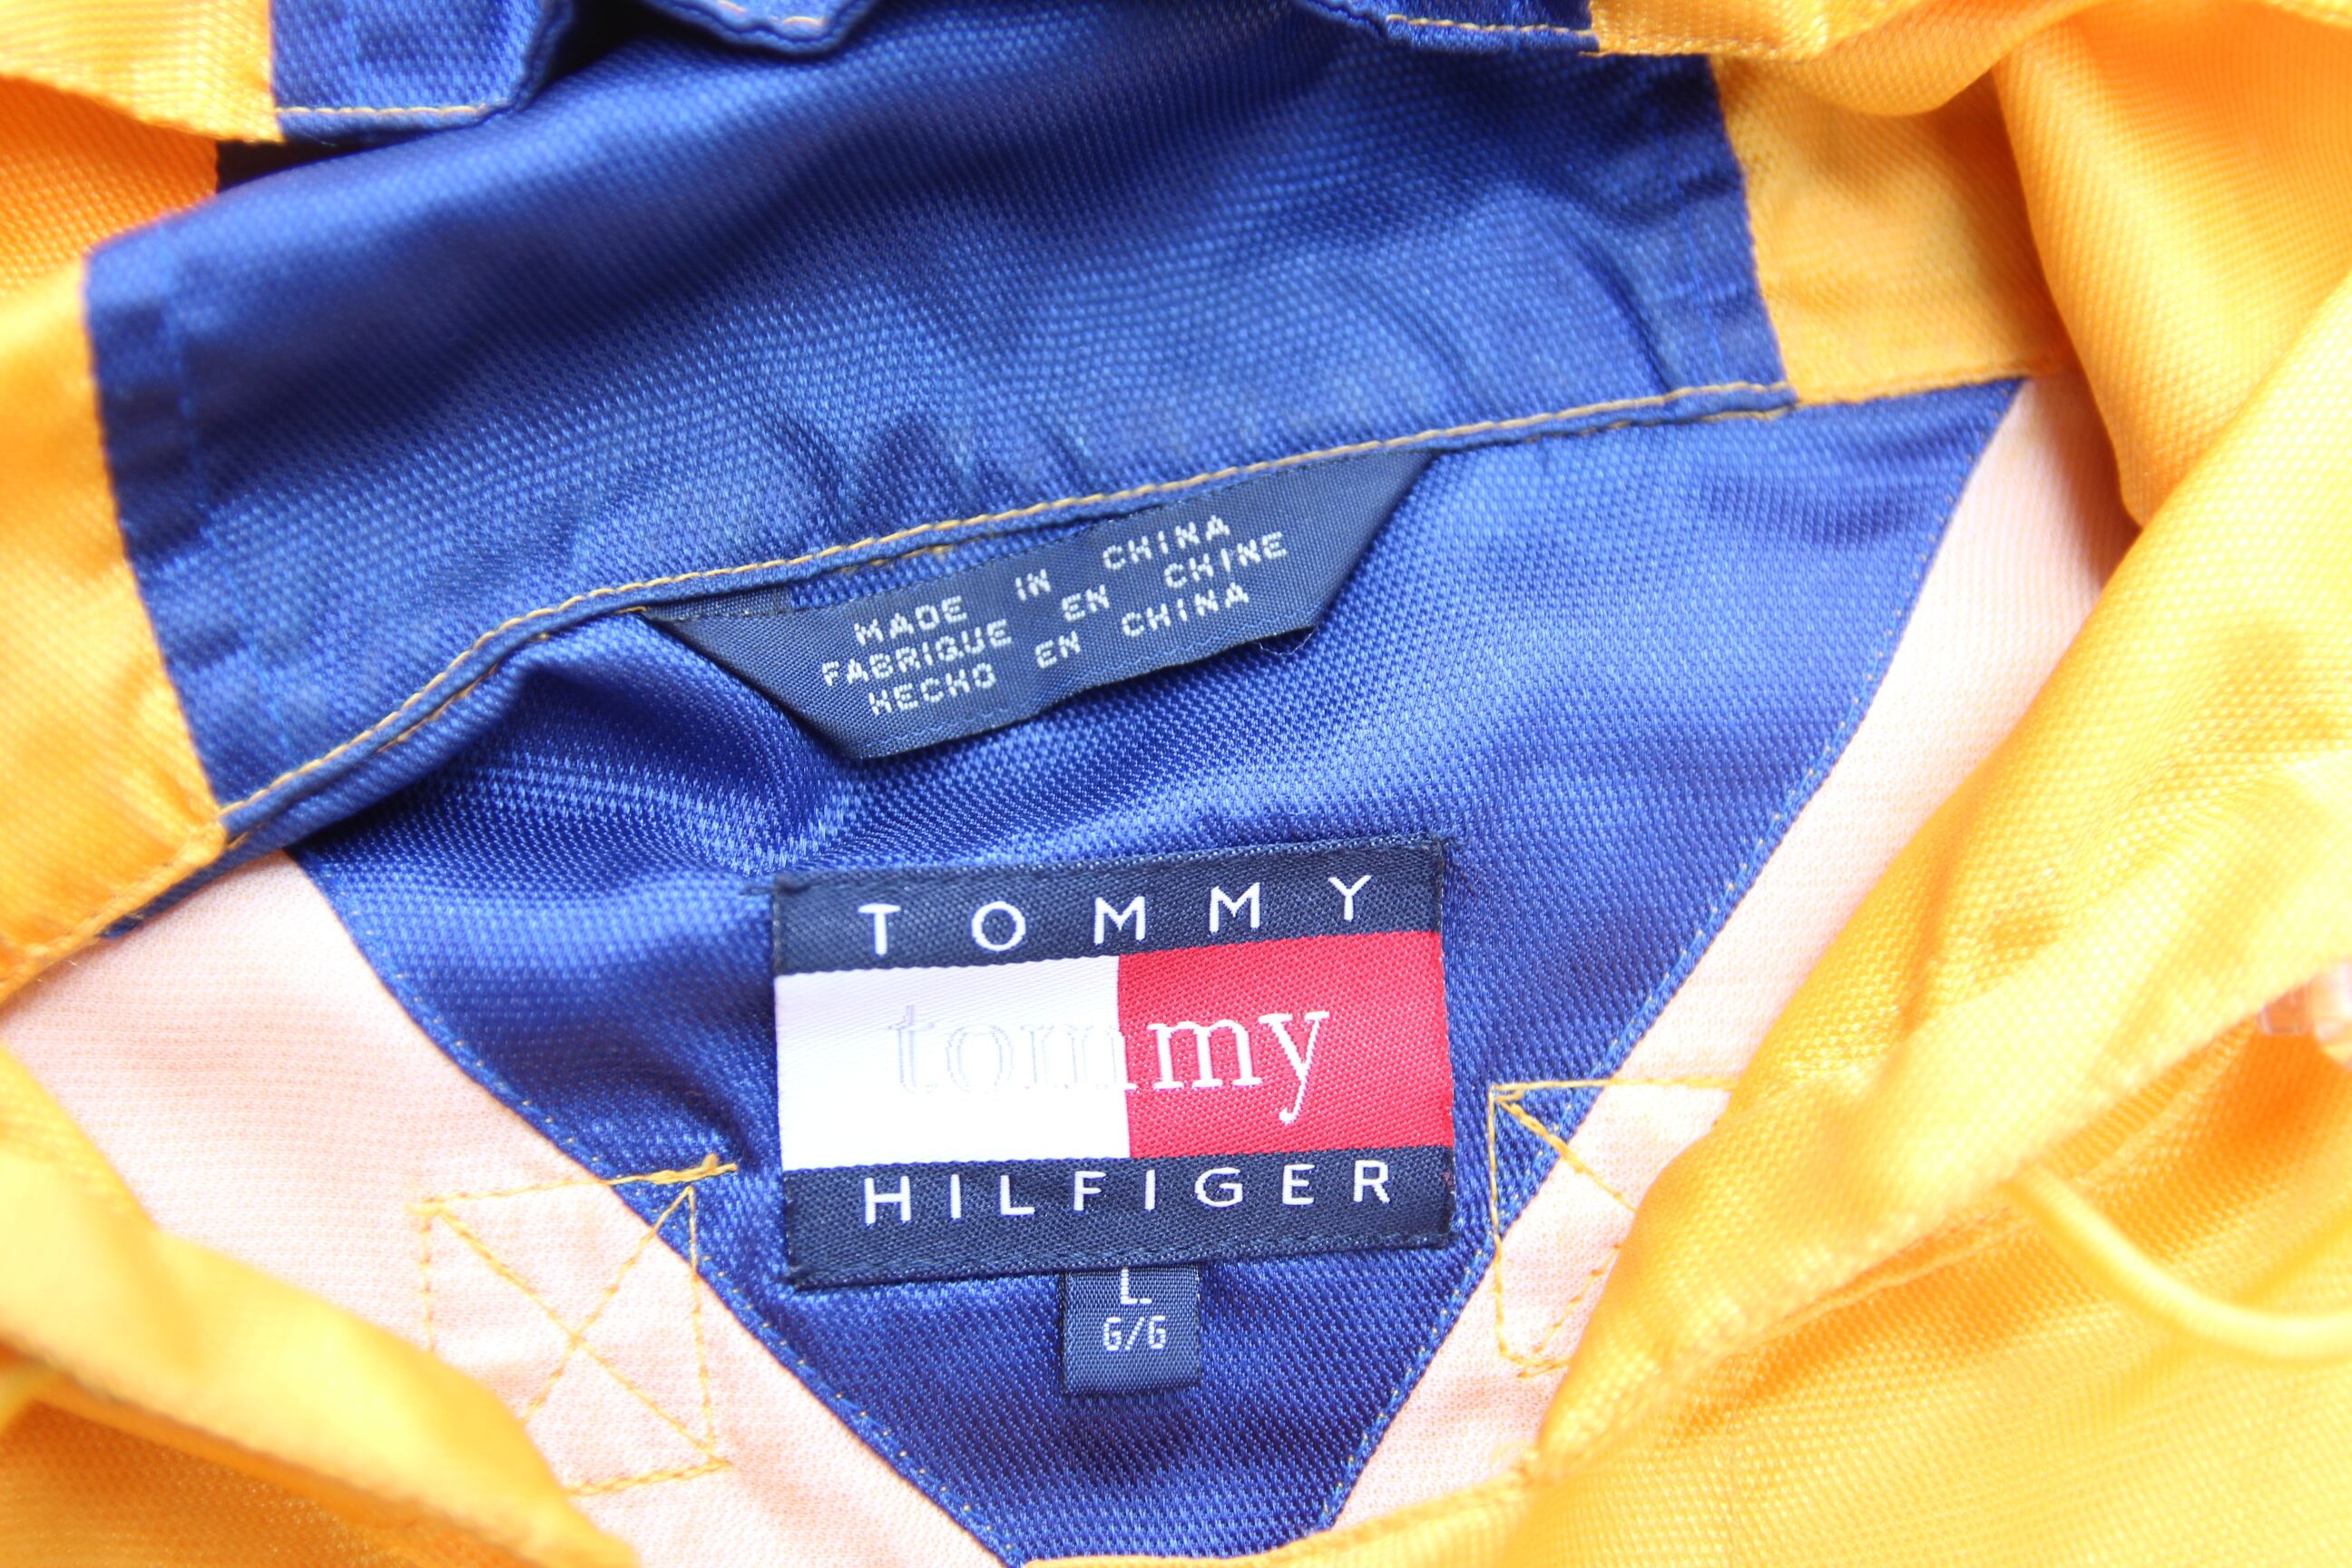 MADE IN CHINA
FABRIQUE EN CHINE
HECHO EN CHINA
TOMMY
tommy
HILFIGER
L.
G/G